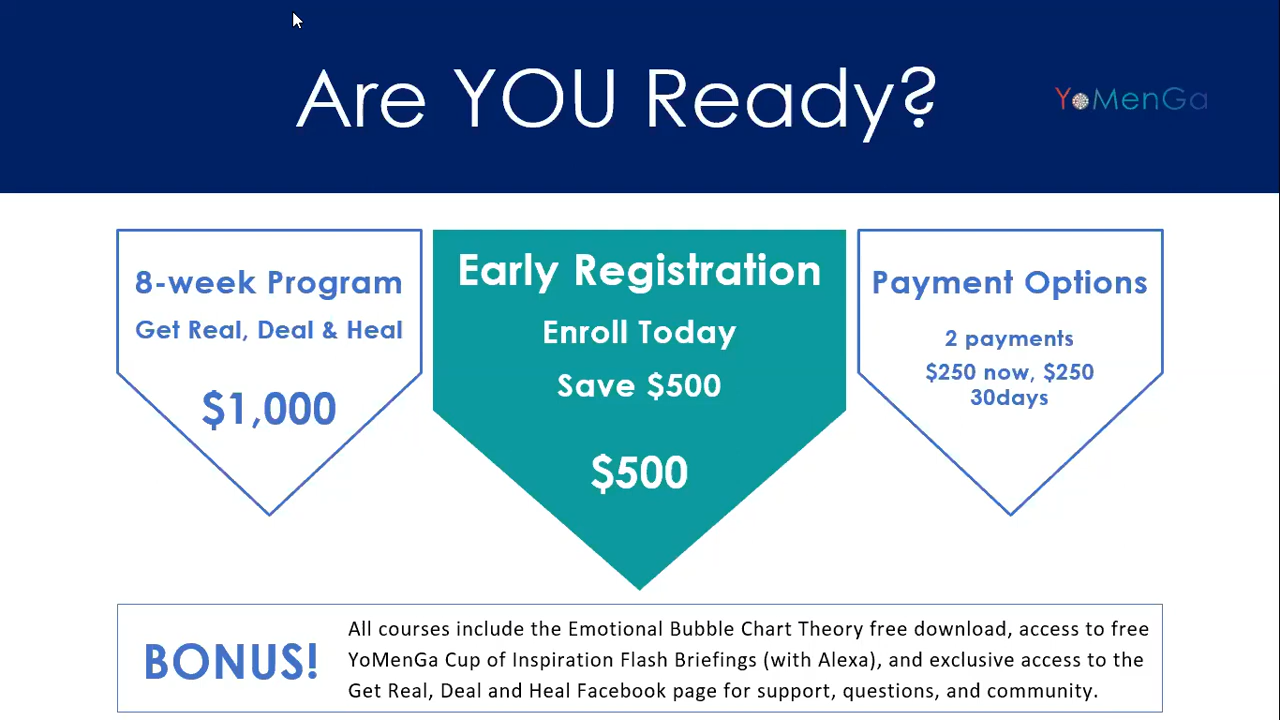 Are YOU Ready?
YoMenGa
8-week Program
Get Real, Deal & Heal
$1,000
Early Registration
Enroll Today
Save $500
$500
Payment Options
2 payments
$250 now, $250
30days
BONUS!
All courses include the Emotional Bubble Chart Theory free download, access to free
YoMenGa Cup of Inspiration Flash Briefings (with Alexa), and exclusive access to the
Get Real, Deal and Heal Facebook page for support, questions, and community.